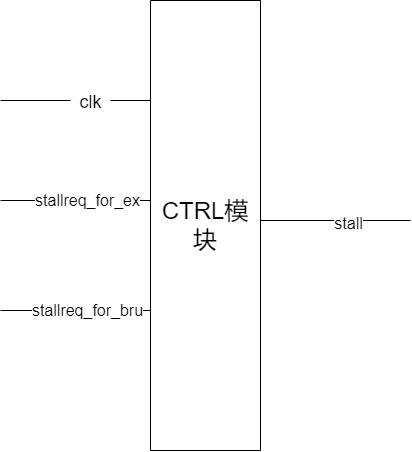 clk
stallreq_for_ex
CTRL模
块
stall
stallreq_for_bru